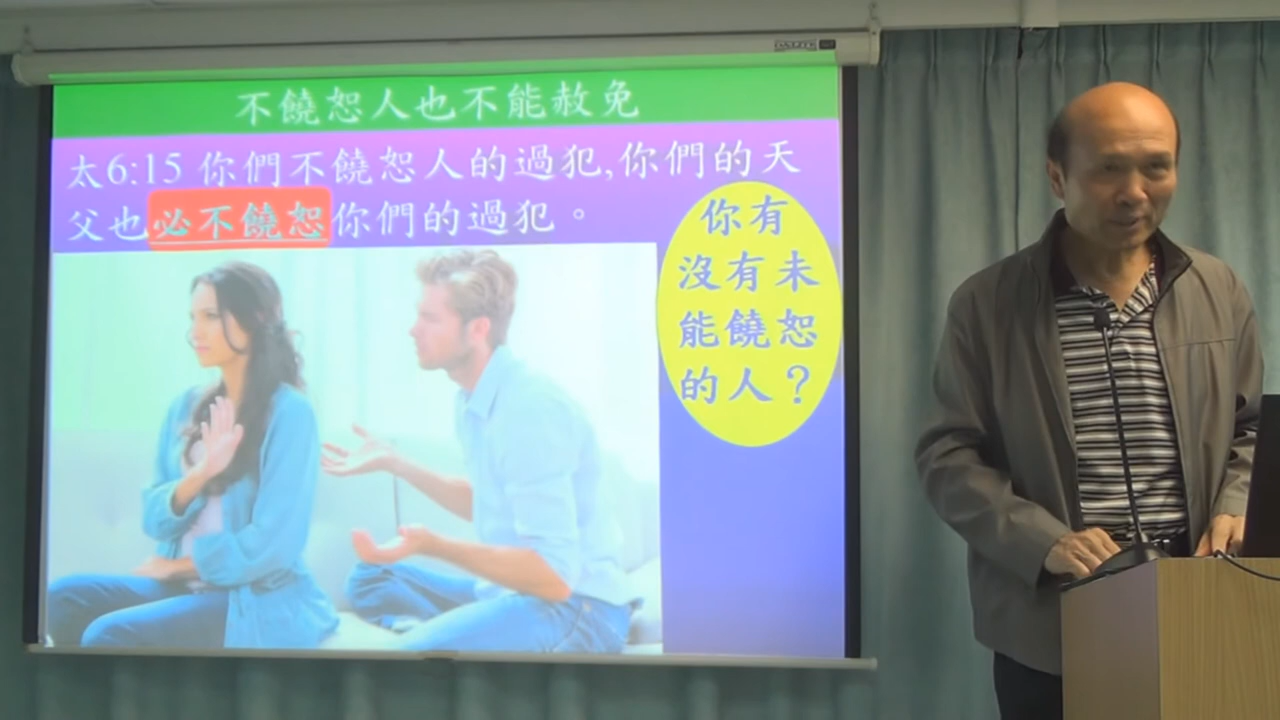 不饒恕人也不能赦免
太6:15 你們不饒恕人的過犯,你們的天
父也必不饒恕你們的過犯。
你有
沒有未
能饒恕
的人？